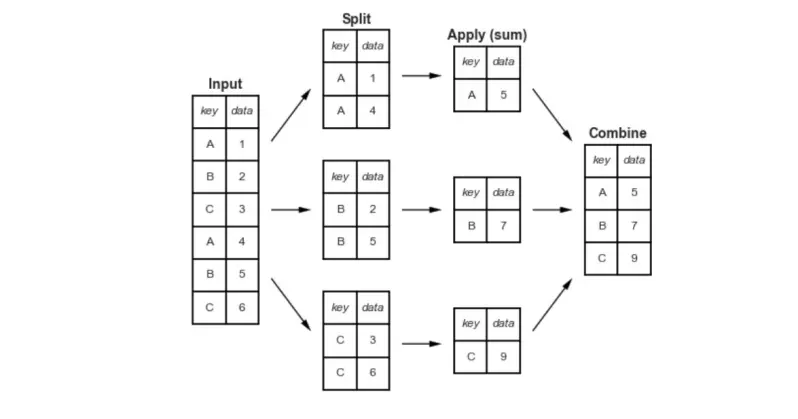 Input
key data
A 1
B 2
C 3
A 4
B 5
C 6
Split
key data
A 1
A 4
key data
B 2
B 5
key data
C 3
C 6
Apply (sum)
key data
A 5
key data
B 7
key data
C 9
Combine
key data
A 5
B 7
C 9